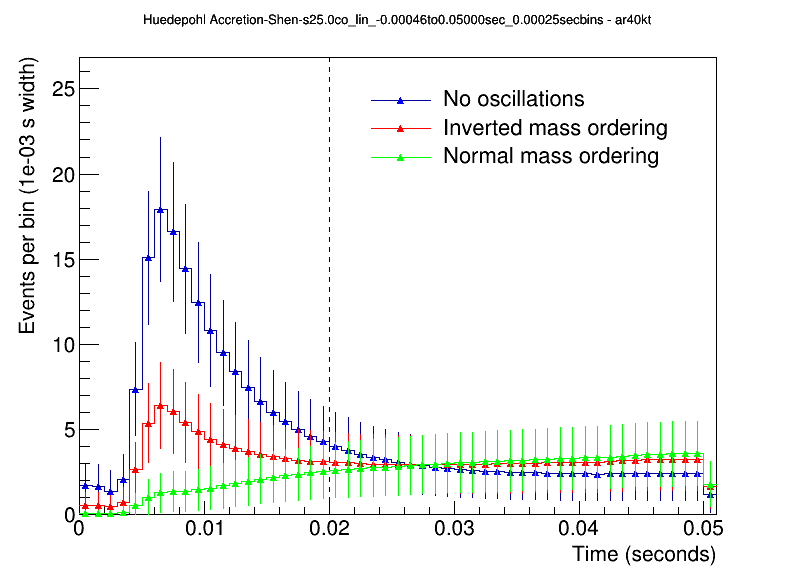 Huedepohl Accretion-Shen-s25.0co_lin_-0.00046to0.05000sec_0.00025secbins - ar40kt
Events per bin (1e-03 s width)
25
20
15
10
5
0
No oscillations
Inverted mass ordering
Normal mass ordering
0 0.01 0.02 0.03 0.04 0.05
Time (seconds)